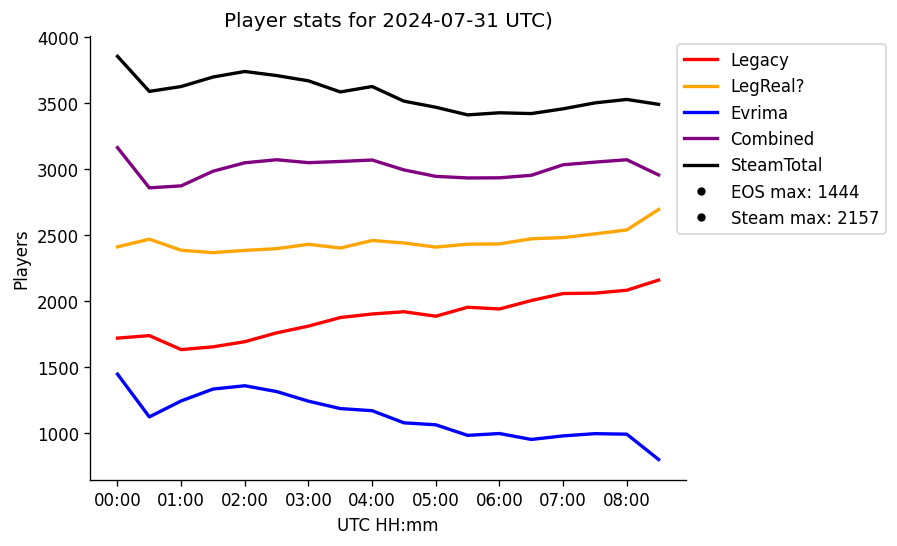 Player stats for 2024-07-31 UTC)
4000
3500
3000
2500
2000
1500
1000
Players
00:00 01:00 02:00 03:00 04:00 05:00 06:00 07:00 08:00
UTC HH:mm
Legacy
LegReal?
Evrima
Combined
SteamTotal
EOS max: 1444
Steam max: 2157